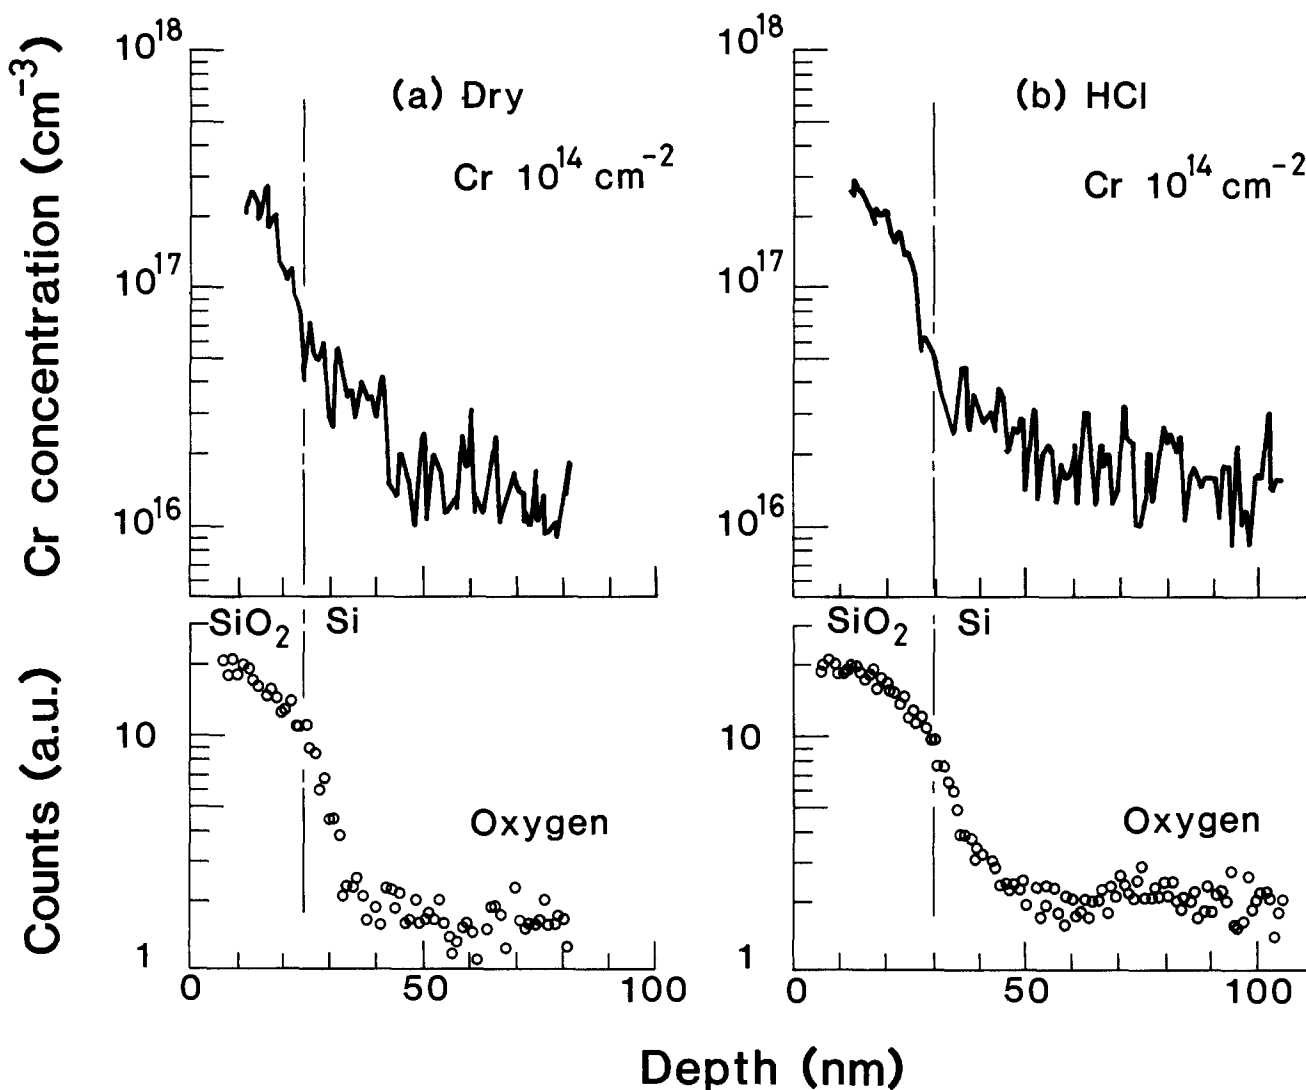 Cr concentration (cm⁻³)
10¹⁸
10¹⁷
10¹⁶
(a) Dry
Cr 10¹⁴ cm⁻²
10¹⁸
10¹⁷
10¹⁶
(b) HCl
Cr 10¹⁴ cm⁻²
Counts (a.u.)
SiO₂ Si
10
1
Oxygen
0 50 100
SiO₂ Si
10
1
Oxygen
0 50 100
Depth (nm)